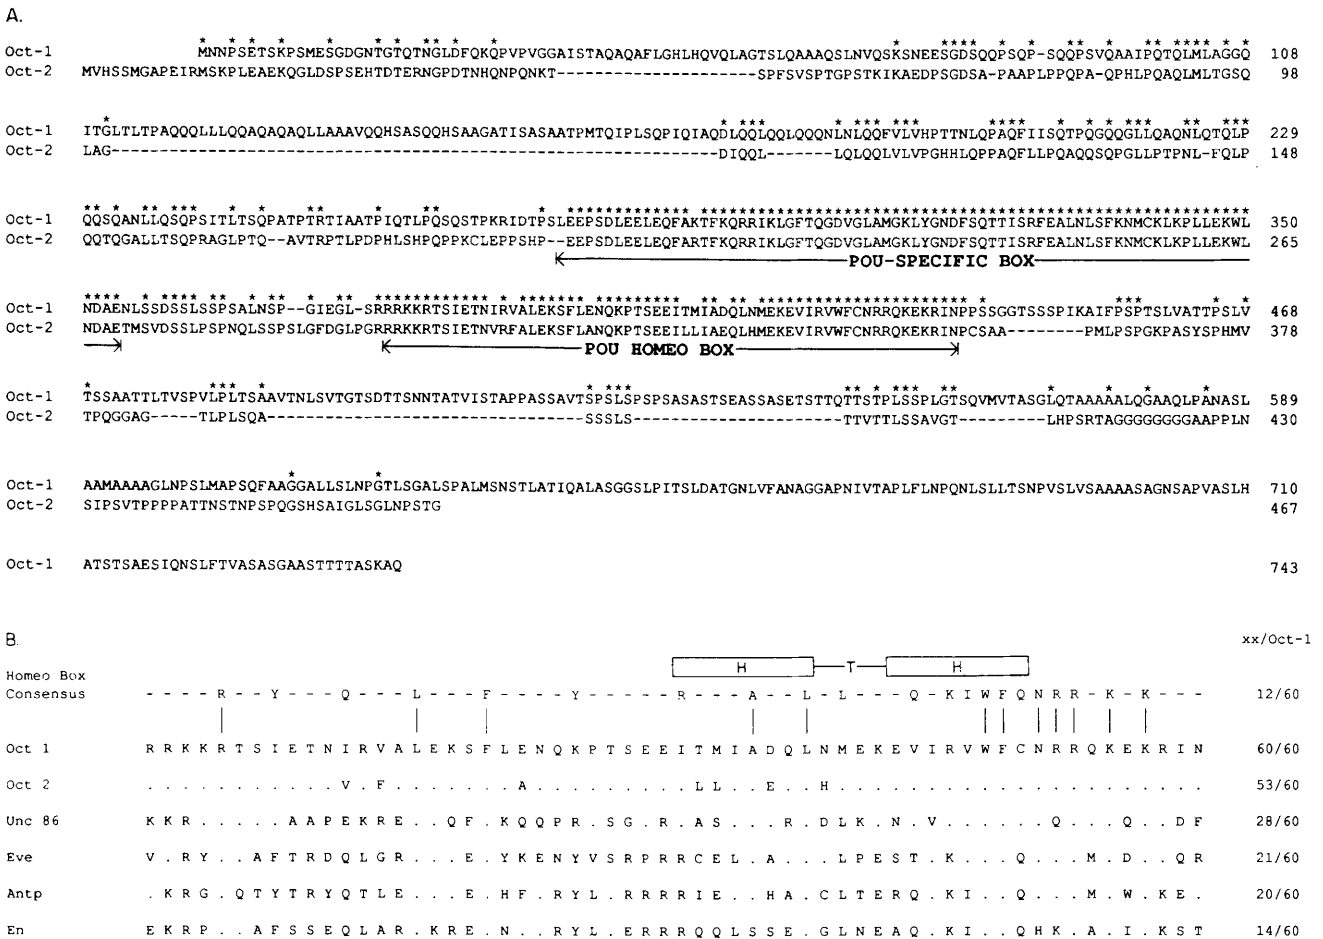 A.
Oct-1 MNNPSETSKPSMESGDGNTGTQTNGLDFQKQPVPVGGAISTAQAQAFLGHLHQVQLAGTSLQAAAQSLNVQSKSNEESGDSQQPSQP-SQQPSVQAAIPQTQLMLAGGQ 108
Oct-2 MVHSSMGAPEIRMSKPLEAEKQGLDSPSEHTDTERNGPDTNHQNPQNKT---------------------SPFSVSPTGPSTKIKAEDPSGDSA-PAAPLPPQPA-QPHLPQAQLMLTGSQ 98
Oct-1 ITGLTLTPAQQQLLLQQAQAQAQLLAAAVQQHSASQQHSAAGATISASAATPMTQIPLSQPIQIAQDLQQLQQLQQQNLNLQQFVLVHPTTNLQPAQFIISQTPQGQQGLLQAQNLQTQLP 229
Oct-2 LAG---------------------------------------------------------------DIQQL-------LQLQQLVLVPGHHLQPPAQFLLPQAQQSQPGLLPTPNL-FQLP 148
Oct-1 QQSQANLLQSQPSITLTSQPATPTRTIAATPIQTLPQSQSTPKRIDTPSLEEPSDLEELEQFAKTFKQRRIKLGFTQGDVGLAMGKLYGNDFSQTTISRFEALNLSFKNMCKLKPLLEKWL 350
Oct-2 QQTQGALLTSQPRAGLPTQ--AVTRPTLPDPHLSHPQPPKCLEPPSHP--EEPSDLEELEQFARTFKQRRIKLGFTQGDVGLAMGKLYGNDFSQTTISRFEALNLSFKNMCKLKPLLEKWL 265
POU-SPECIFIC BOX
Oct-1 NDAENLSSDSSLSSPSALNSP--GIEGL-SRRRKKRTSIETNIRVALEKSFLENQKPTSEEITMIADQLNMEKEVIRVWFCNRRQKEKRINPPSSGGTSSSPIKAIFPSPTSLVATTPSLV 468
Oct-2 NDAETMSVDSSLPSPNQLSSPSLGFDGLPGRRRKKRTSIETNVRFALEKSFLANQKPTSEEILLIAEQLHMEKEVIRVWFCNRRQKEKRINPCSAA--------PMLPSPGKPASYSPHMV 378
POU HOMEO BOX
Oct-1 TSSAATTLTVSPVLPLTSAAVTNLSVTGTSDTTSNNTATVISTAPPASSAVTSPSLSPSPSASASTSEASSASETSTTQTTSTPLSSPLGTSQVMVTASGLQTAAAAALQGAAQLPANASL 589
Oct-2 TPQGGAG-----TLPLSQA---------------------------------SSSLS----------------------TTVTTLSSAVGT---------LHPSRTAGGGGGGGGAAPPLN 430
Oct-1 AAMAAAAGLNPSLMAPSQFAAGGALLSLNPGTLSGALSPALMSNSTLATIQALASGGSLPITSLDATGNLVFANAGGAPNIVTAPLFLNPQNLSLLTSNPVSLVSAAAASAGNSAPVASLH 710
Oct-2 SIPSVTPPPPATTNSTNPSPQGSHSAIGLSGLNPSTG 467
Oct-1 ATSTSAESIQNSLFTVASASGAASTTTTASKAQ 743
B. xx/Oct-1
H T H
Homeo Box
Consensus - - - - R - - Y - - - Q - - - L - - - F - - - - Y - - - - - R - - - A - - L - L - - - Q - K I W F Q N R R - K - K - - - 12/60
Oct 1 R R K K R T S I E T N I R V A L E K S F L E N Q K P T S E E I T M I A D Q L N M E K E V I R V W F C N R R Q K E K R I N 60/60
Oct 2 . . . . . . . . . . . V . F . . . . . . . A . . . . . . . . . L L . . E . . H . . . . . . . . . . . . . . . . . . . . . 53/60
Unc 86 K K R . . . . . A A P E K R E . . Q F . K Q Q P R . S G . R . A S . . . R . D L K . N . V . . . . . . Q . . . Q . . D F 28/60
Eve V . R Y . . A F T R D Q L G R . . . E . Y K E N Y V S R P R R C E L . A . . . L P E S T . K . . . Q . . . M . D . . Q R 21/60
Antp . K R G . Q T Y T R Y Q T L E . . . E . H F . R Y L . R R R R I E . . H A . C L T E R Q . K I . . Q . . . M . W . K E . 20/60
En E K R P . . A F S S E Q L A R . K R E . N . . R Y L . E R R R Q Q L S S E . G L N E A Q . K I . . Q H K . A . I . K S T 14/60